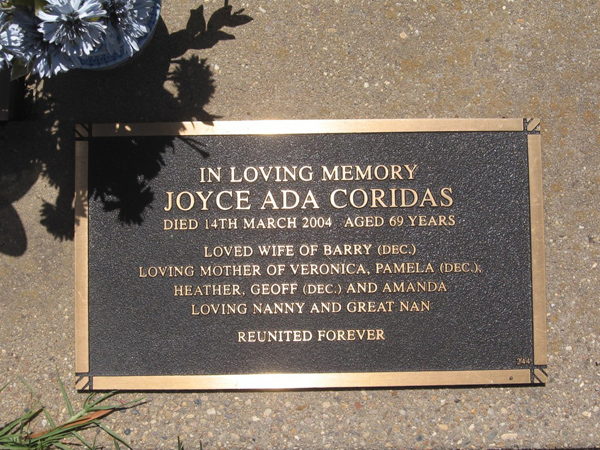 IN LOVING MEMORY
JOYCE ADA CORIDAS
DIED 14TH MARCH 2004 AGED 69 YEARS
LOVED WIFE OF BARRY (DEC.)
LOVING MOTHER OF VERONICA, PAMELA (DEC.),
HEATHER, GEOFF (DEC.) AND AMANDA
LOVING NANNY AND GREAT NAN
REUNITED FOREVER